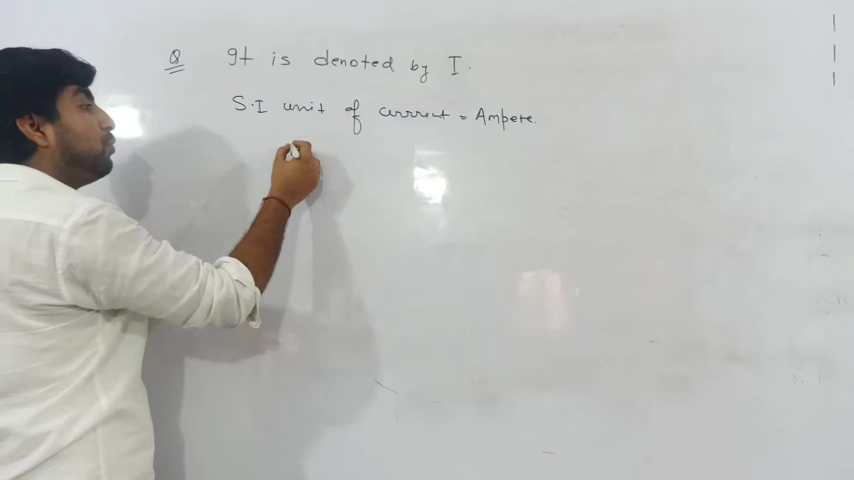 Q It is denoted by I.
S.I unit of current = Ampere.